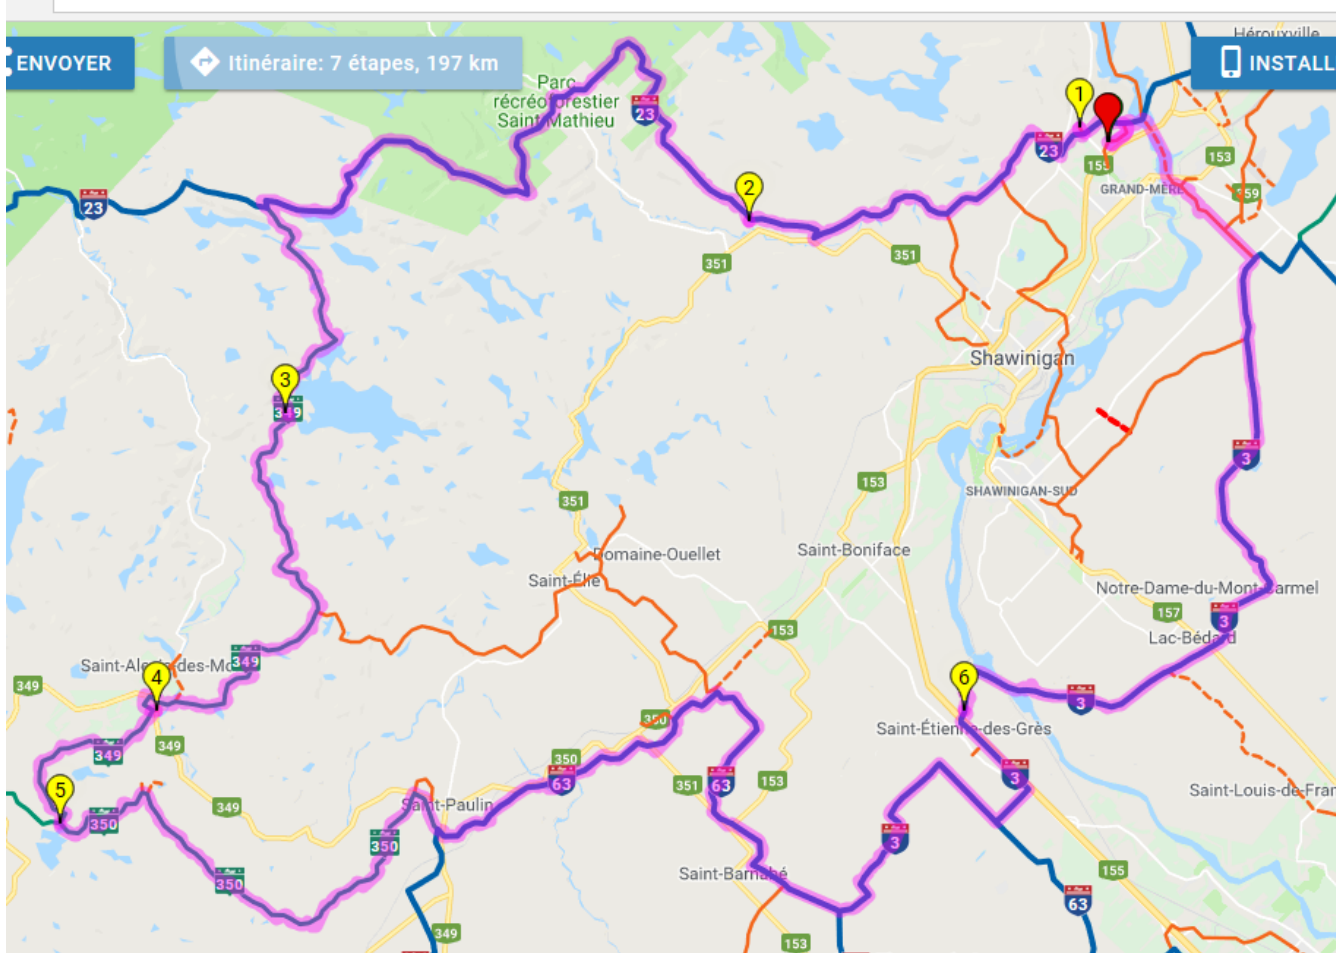 Hérouxville
ENVOYER
Itinéraire: 7 étapes, 197 km
INSTALL
Parc
récréoforestier
Saint-Mathieu
23
1
23
153
155
GRAND-MÈRE
359
2
23
351
351
Shawinigan
3
349
3
153
SHAWINIGAN-SUD
351
Domaine-Ouellet
Saint-Boniface
Saint-Élie
Notre-Dame-du-Mont-Carmel
157
3
153
Lac-Bédard
Saint-Alexis-des-Mo
349
349
4
6
3
350
Saint-Étienne-des-Grès
349
349
350
3
63
351
63
153
Saint-Louis-de-Fran
5
349
Saint-Paulin
350
350
3
Saint-Barnabé
155
350
63
349
153